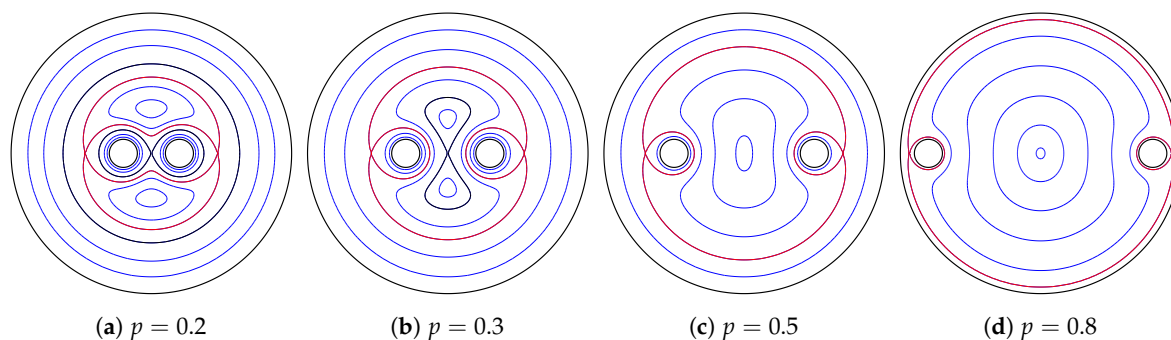 (a) p = 0.2
(b) p = 0.3
(c) p = 0.5
(d) p = 0.8